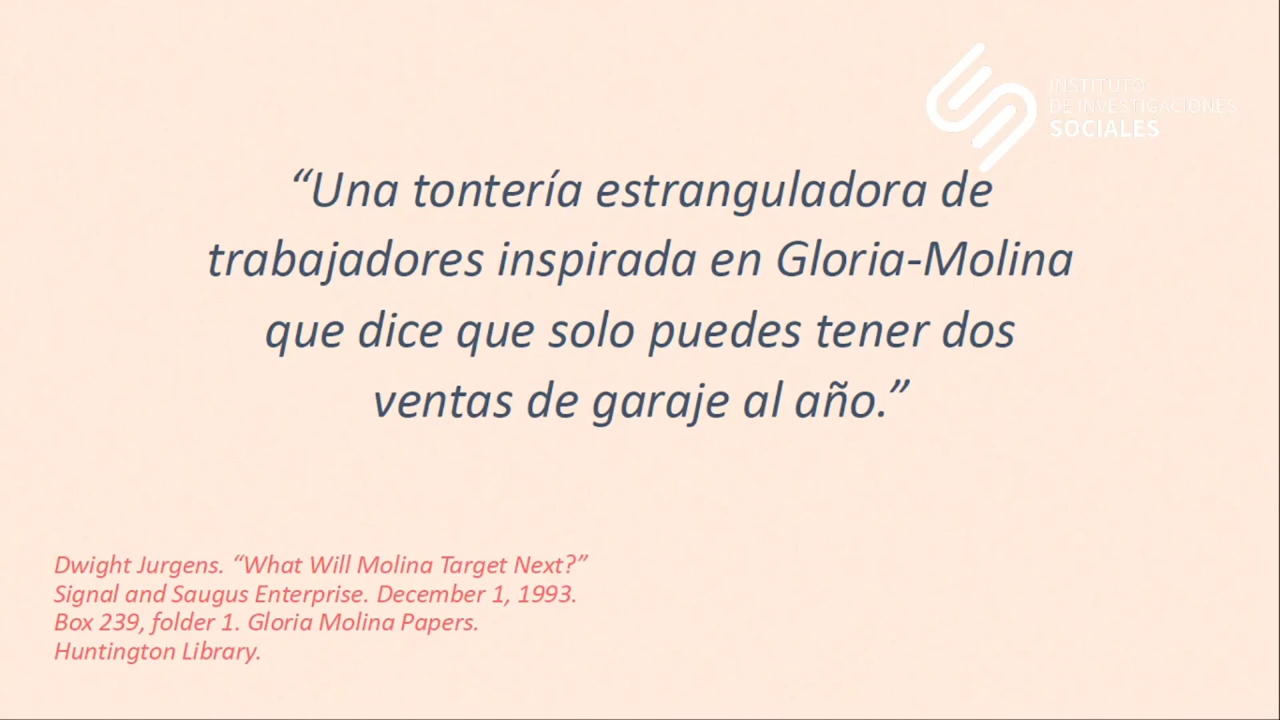 INSTITUTO
DE INVESTIGACIONES
SOCIALES
“Una tontería estranguladora de
trabajadores inspirada en Gloria-Molina
que dice que solo puedes tener dos
ventas de garaje al año.”
Dwight Jurgens. “What Will Molina Target Next?”
Signal and Saugus Enterprise. December 1, 1993.
Box 239, folder 1. Gloria Molina Papers.
Huntington Library.